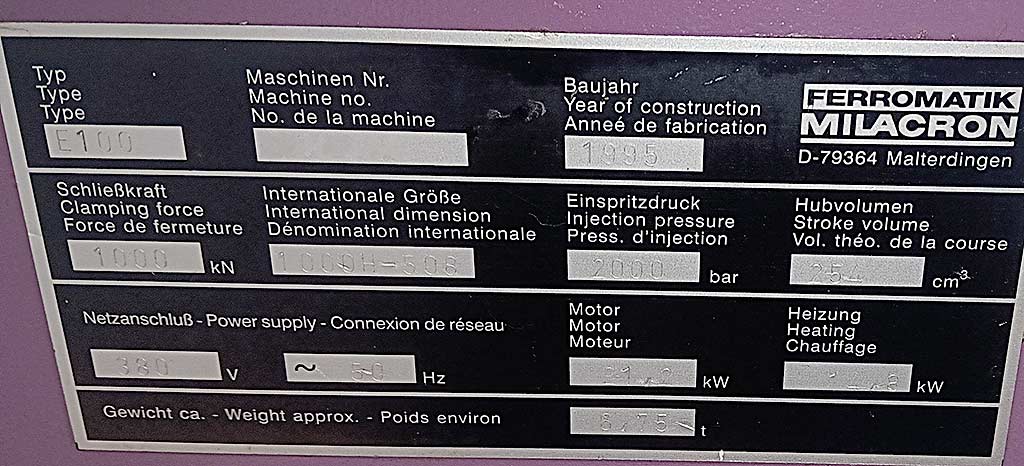 Typ
Type
Type
E100
Maschinen Nr.
Machine no.
No. de la machine
Baujahr
Year of construction
Anneé de fabrication
1995
FERROMATIK
MILACRON
D-79364 Malterdingen
Schließkraft
Clamping force
Force de fermeture
1000 kN
Internationale Größe
International dimension
Dénomination internationale
1000H-508
Einspritzdruck
Injection pressure
Press. d'injection
2000 bar
Hubvolumen
Stroke volume
Vol. théo. de la course
254 cm³
Netzanschluß - Power supply - Connexion de réseau
380 V
~ 50 Hz
Motor
Motor
Moteur
kW
Heizung
Heating
Chauffage
kW
Gewicht ca. - Weight approx. - Poids environ
t